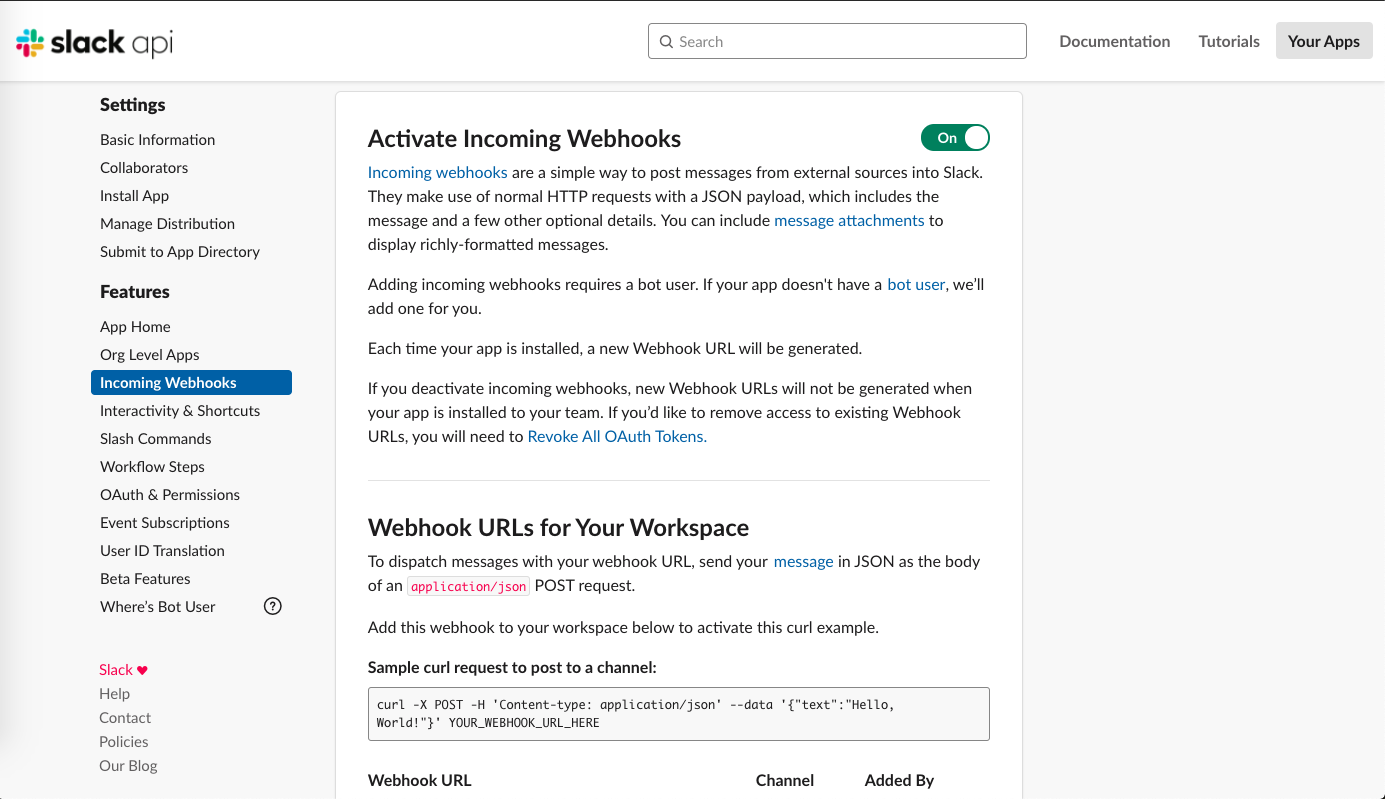 slack api
Search
Documentation
Tutorials
Your Apps
Settings
Basic Information
Collaborators
Install App
Manage Distribution
Submit to App Directory
Features
App Home
Org Level Apps
Incoming Webhooks
Interactivity & Shortcuts
Slash Commands
Workflow Steps
OAuth & Permissions
Event Subscriptions
User ID Translation
Beta Features
Where’s Bot User
?
Slack ♥
Help
Contact
Policies
Our Blog
Activate Incoming Webhooks
On
Incoming webhooks are a simple way to post messages from external sources into Slack.
They make use of normal HTTP requests with a JSON payload, which includes the
message and a few other optional details. You can include message attachments to
display richly-formatted messages.
Adding incoming webhooks requires a bot user. If your app doesn't have a bot user, we’ll
add one for you.
Each time your app is installed, a new Webhook URL will be generated.
If you deactivate incoming webhooks, new Webhook URLs will not be generated when
your app is installed to your team. If you’d like to remove access to existing Webhook
URLs, you will need to Revoke All OAuth Tokens.
Webhook URLs for Your Workspace
To dispatch messages with your webhook URL, send your message in JSON as the body
of an application/json POST request.
Add this webhook to your workspace below to activate this curl example.
Sample curl request to post to a channel:
curl -X POST -H 'Content-type: application/json' --data '{"text":"Hello,
World!"}' YOUR_WEBHOOK_URL_HERE
Webhook URL
Channel
Added By